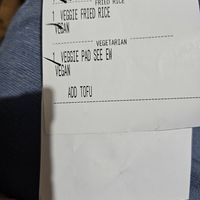 FRIED RICE
1 VEGGIE FRIED RICE
VEGAN
VEGETARIAN
1 VEGGIE PAD SEE EW
VEGAN
ADD TOFU